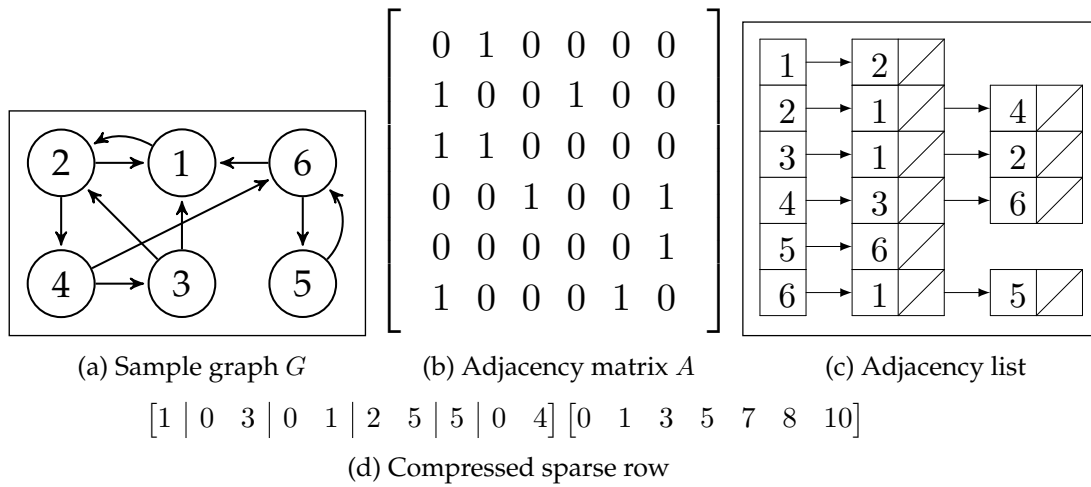 2 1 6
4 3 5
(a) Sample graph G
0 1 0 0 0 0
1 0 0 1 0 0
1 1 0 0 0 0
0 0 1 0 0 1
0 0 0 0 0 1
1 0 0 0 1 0
(b) Adjacency matrix A
1 2
2 1 4
3 1 2
4 3 6
5 6
6 1 5
(c) Adjacency list
[1 | 0 3 | 0 1 | 2 5 | 5 | 0 4] [0 1 3 5 7 8 10]
(d) Compressed sparse row